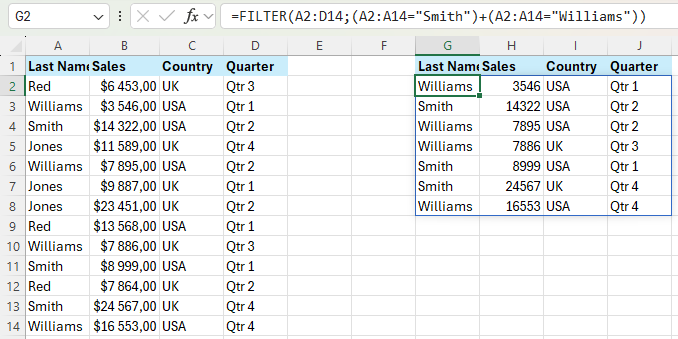 G2 fx =FILTER(A2:D14;(A2:A14="Smith")+(A2:A14="Williams"))
A B C D E F G H I J
1 Last Nam Sales Country Quarter Last Nam Sales Country Quarter
2 Red $6 453,00 UK Qtr 3 Williams 3546 USA Qtr 1
3 Williams $3 546,00 USA Qtr 1 Smith 14322 USA Qtr 2
4 Smith $14 322,00 USA Qtr 2 Williams 7895 USA Qtr 2
5 Jones $11 589,00 UK Qtr 4 Williams 7886 UK Qtr 3
6 Williams $7 895,00 USA Qtr 2 Smith 8999 USA Qtr 1
7 Jones $9 887,00 UK Qtr 1 Smith 24567 UK Qtr 4
8 Jones $23 451,00 UK Qtr 2 Williams 16553 USA Qtr 4
9 Red $13 568,00 USA Qtr 1
10 Williams $7 886,00 UK Qtr 3
11 Smith $8 999,00 USA Qtr 1
12 Red $7 864,00 UK Qtr 2
13 Smith $24 567,00 UK Qtr 4
14 Williams $16 553,00 USA Qtr 4